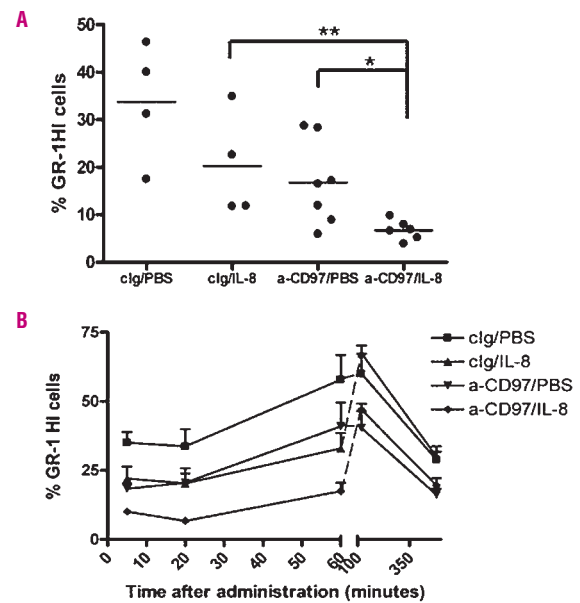 A
50
40
30
20
10
0
% GR-1HI cells
**
*
cIg/PBS cIg/IL-8 a-CD97/PBS a-CD97/IL-8
B
75
50
25
0
% GR-1 HI cells
cIg/PBS
cIg/IL-8
a-CD97/PBS
a-CD97/IL-8
0 10 20 30 40 50 60 100 350
Time after administration (minutes)